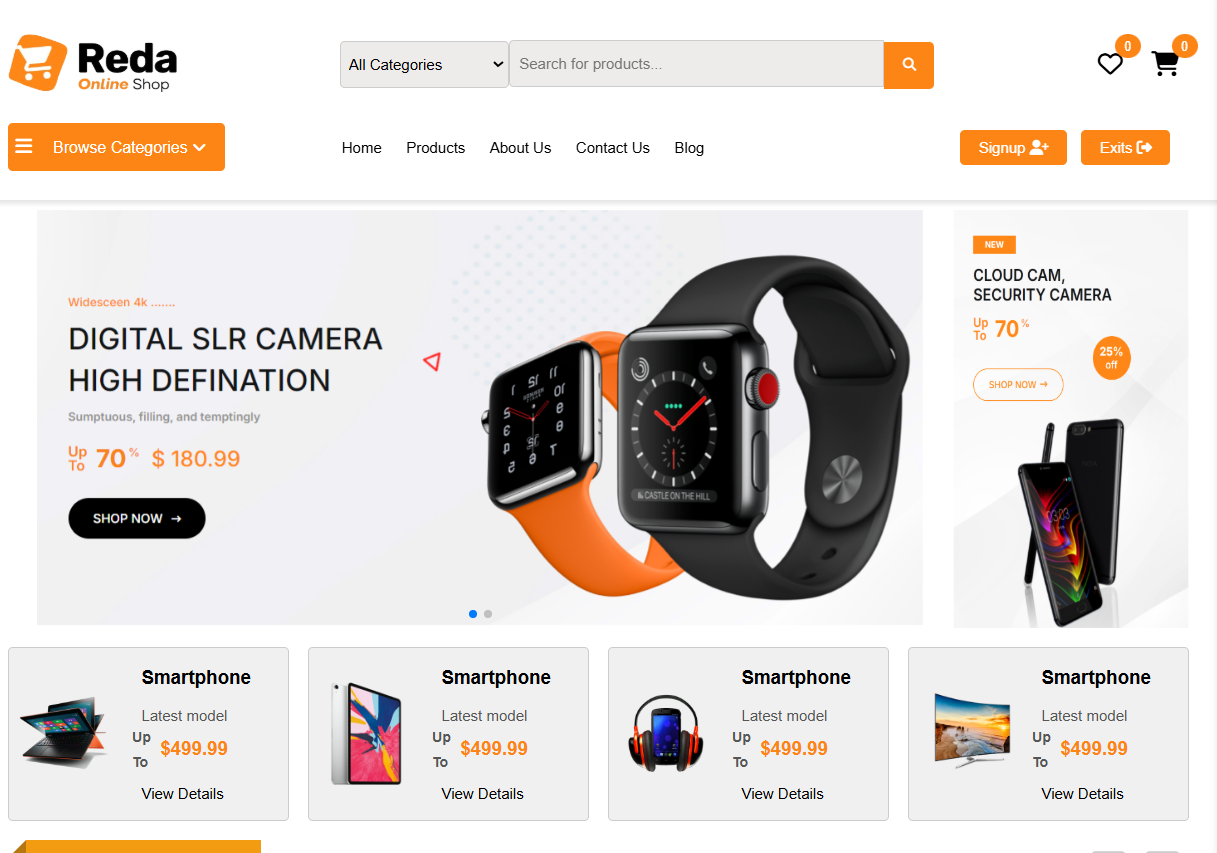 Reda
Online Shop
All Categories
Search for products...
0
0
Browse Categories
Home
Products
About Us
Contact Us
Blog
Signup
Exits
Widesceen 4k .......
DIGITAL SLR CAMERA
HIGH DEFINATION
Sumptuous, filling, and temptingly
Up To 70% $ 180.99
SHOP NOW →
CASTLE ON THE HILL
NEW
CLOUD CAM,
SECURITY CAMERA
Up To 70%
25%
off
SHOP NOW →
Smartphone
Latest model
Up To $499.99
View Details
Smartphone
Latest model
Up To $499.99
View Details
Smartphone
Latest model
Up To $499.99
View Details
Smartphone
Latest model
Up To $499.99
View Details